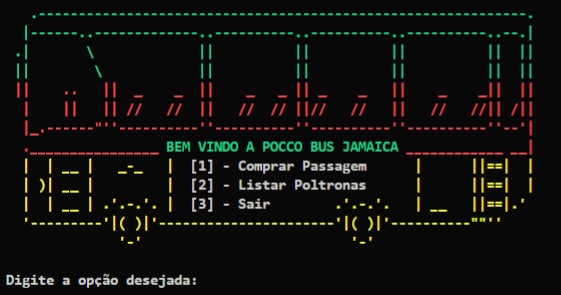 BEM VINDO A POCCO BUS JAMAICA
[1] - Comprar Passagem
[2] - Listar Poltronas
[3] - Sair
Digite a opção desejada: